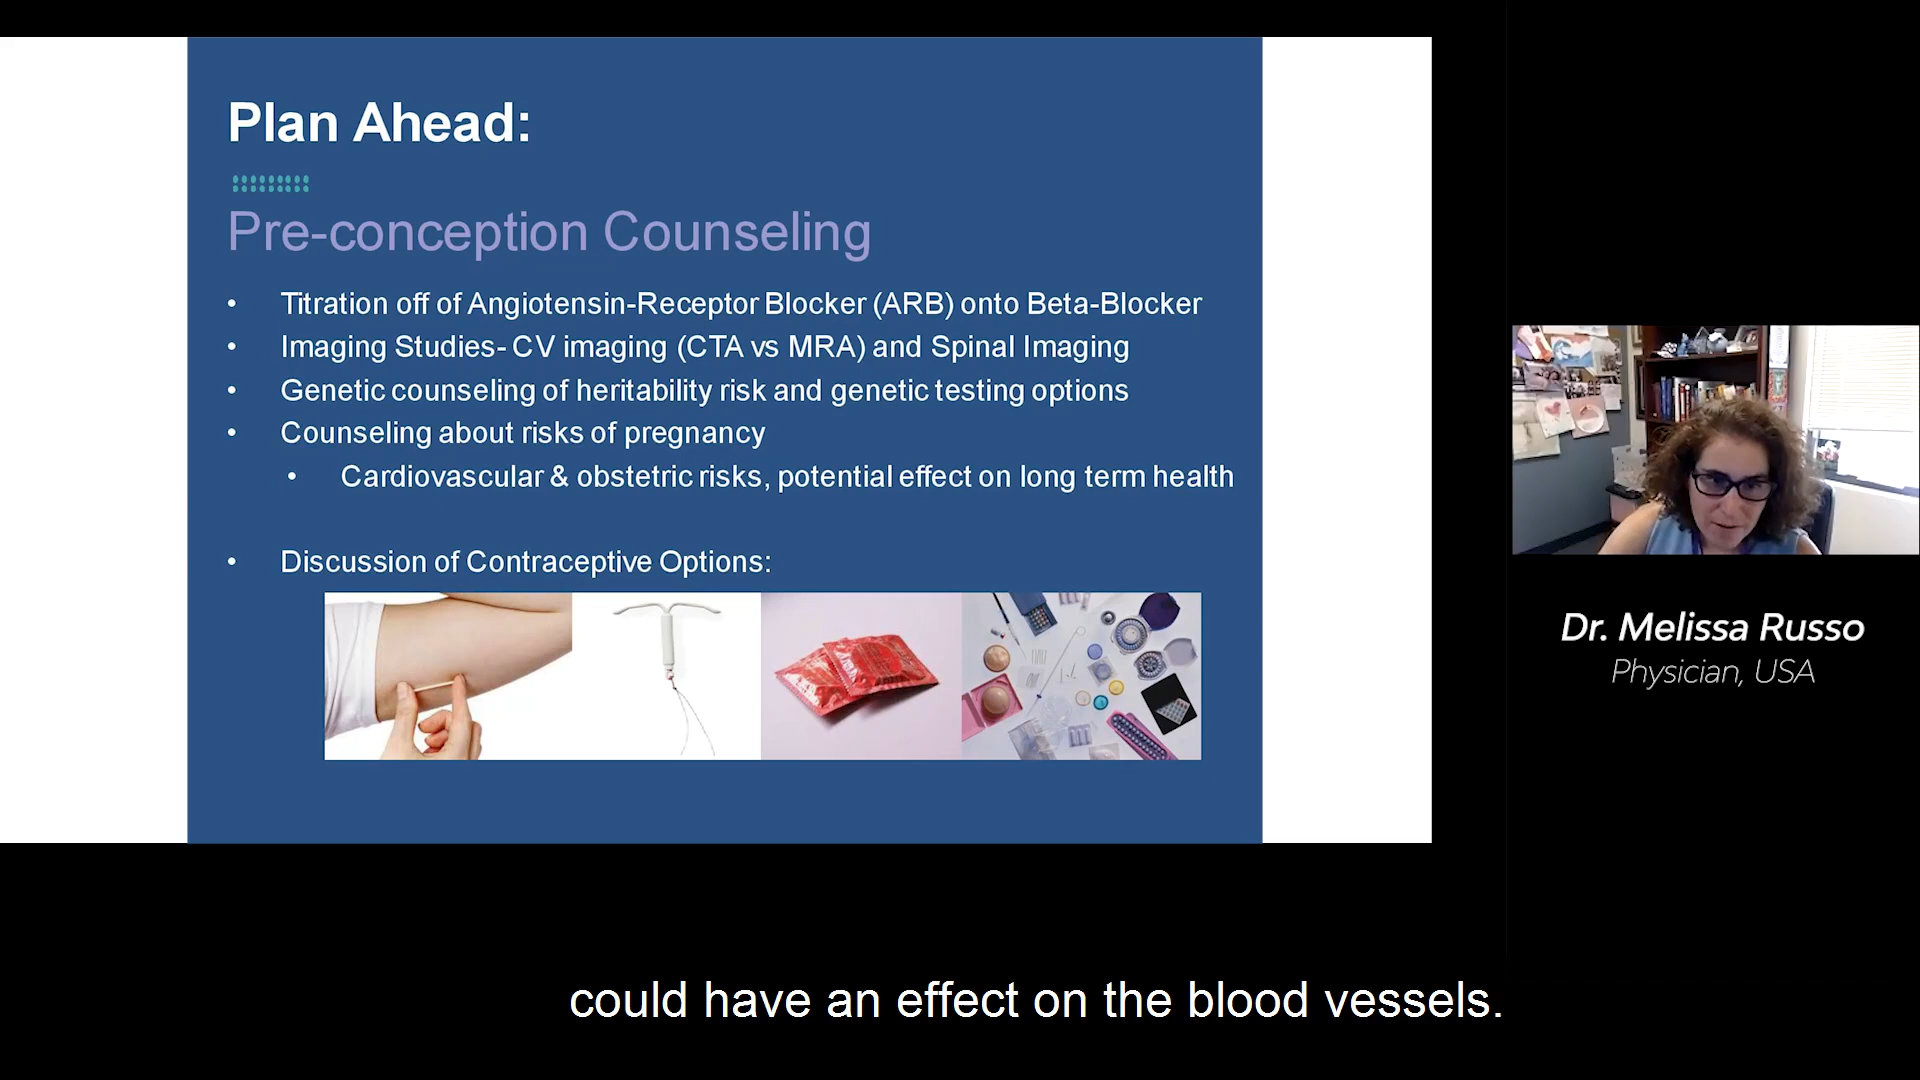 Plan Ahead:
Pre-conception Counseling
• Titration off of Angiotensin-Receptor Blocker (ARB) onto Beta-Blocker
• Imaging Studies- CV imaging (CTA vs MRA) and Spinal Imaging
• Genetic counseling of heritability risk and genetic testing options
• Counseling about risks of pregnancy
• Cardiovascular & obstetric risks, potential effect on long term health
• Discussion of Contraceptive Options:
Dr. Melissa Russo
Physician, USA
could have an effect on the blood vessels.